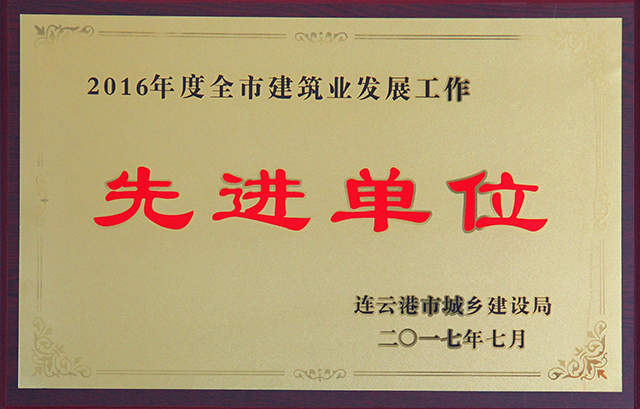 2016年度全市建筑业发展工作
先进单位
连云港市城乡建设局
二〇一七年七月